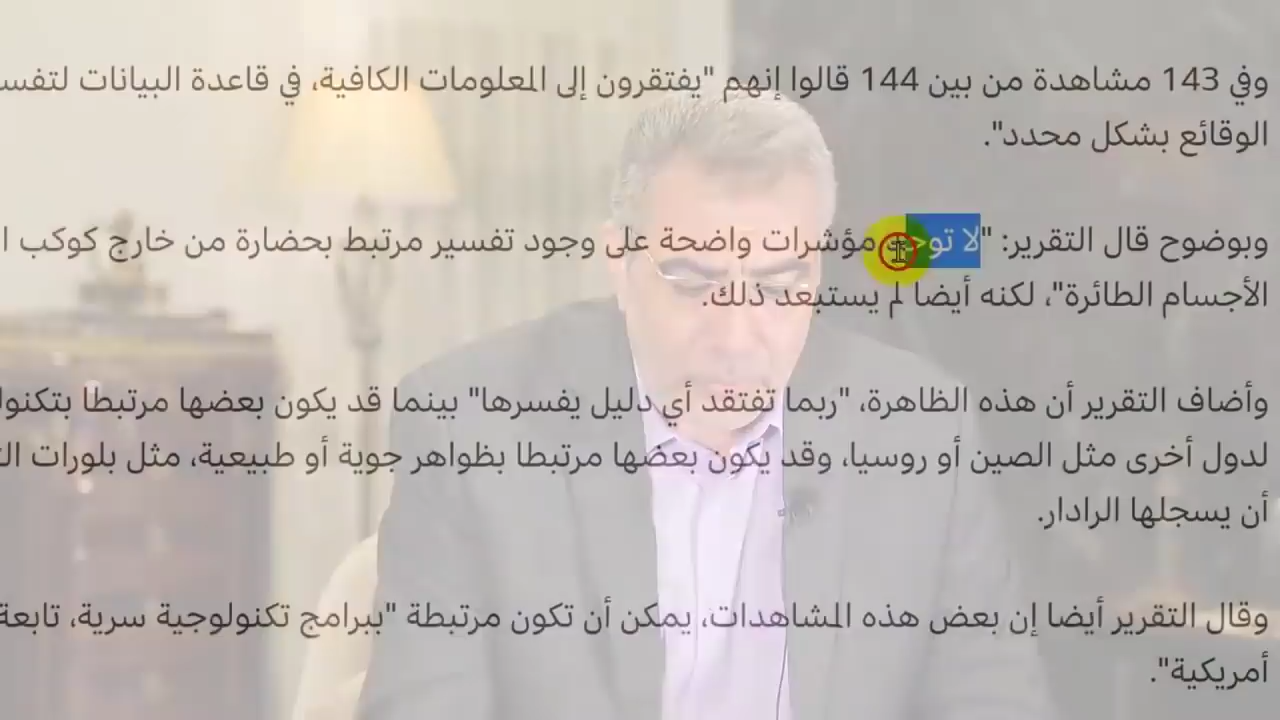 وفي 143 مشاهدة من بين 144 قالوا إنهم "يفتقرون إلى المعلومات الكافية، في قاعدة البيانات
الوقائع بشكل محدد".
وبوضوح قال التقرير: "لا توجد مؤشرات واضحة على وجود تفسير مرتبط بحضارة من خارج كوكب
الأجسام الطائرة"، لكنه أيضا لم يستبعد ذلك.
وأضاف التقرير أن هذه الظاهرة، "ربما تفتقد أي دليل يفسرها" بينما قد يكون بعضها مرتبطا
لدول أخرى مثل الصين أو روسيا، وقد يكون بعضها مرتبطا بظواهر جوية أو طبيعية، مثل بلورات
أن يسجلها الرادار.
وقال التقرير أيضا إن بعض هذه المشاهدات، يمكن أن تكون مرتبطة "ببرامج تكنولوجية سرية، تابعة
أمريكية".